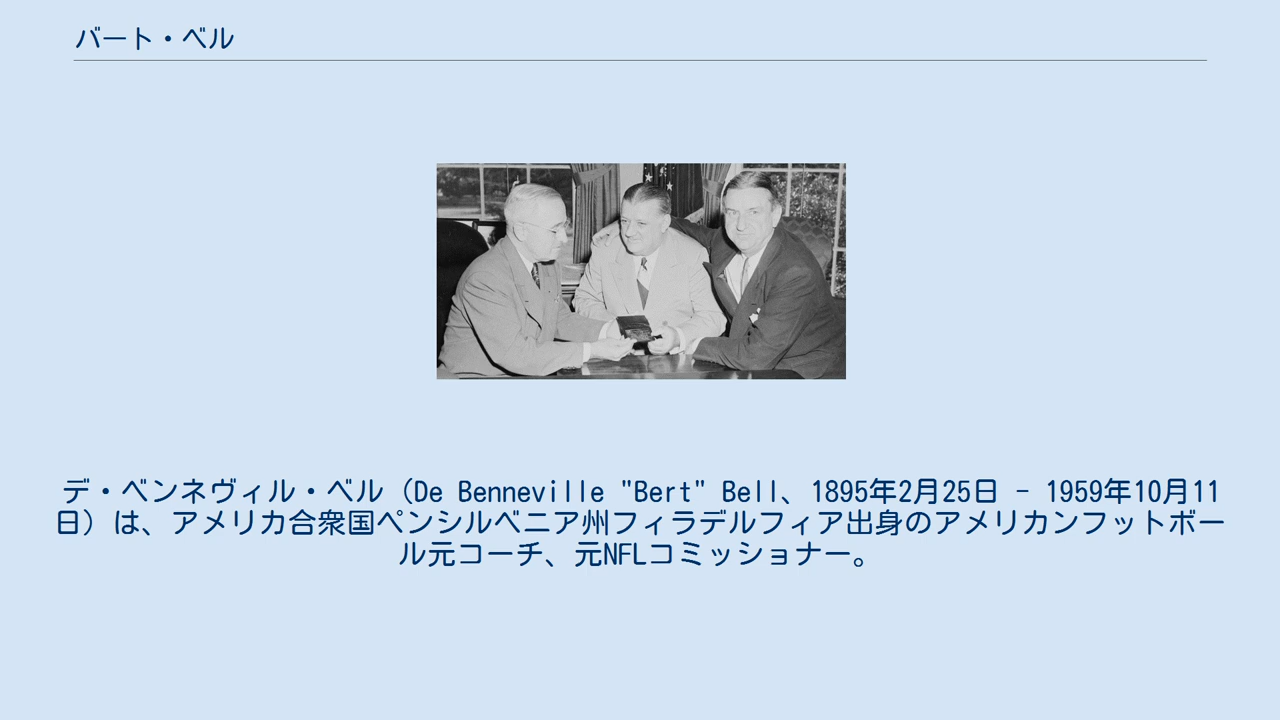 バート・ベル
デ・ベンネヴィル・ベル（De Benneville "Bert" Bell、1895年2月25日 - 1959年10月11
日）は、アメリカ合衆国ペンシルベニア州フィラデルフィア出身のアメリカンフットボー
ル元コーチ、元NFLコミッショナー。